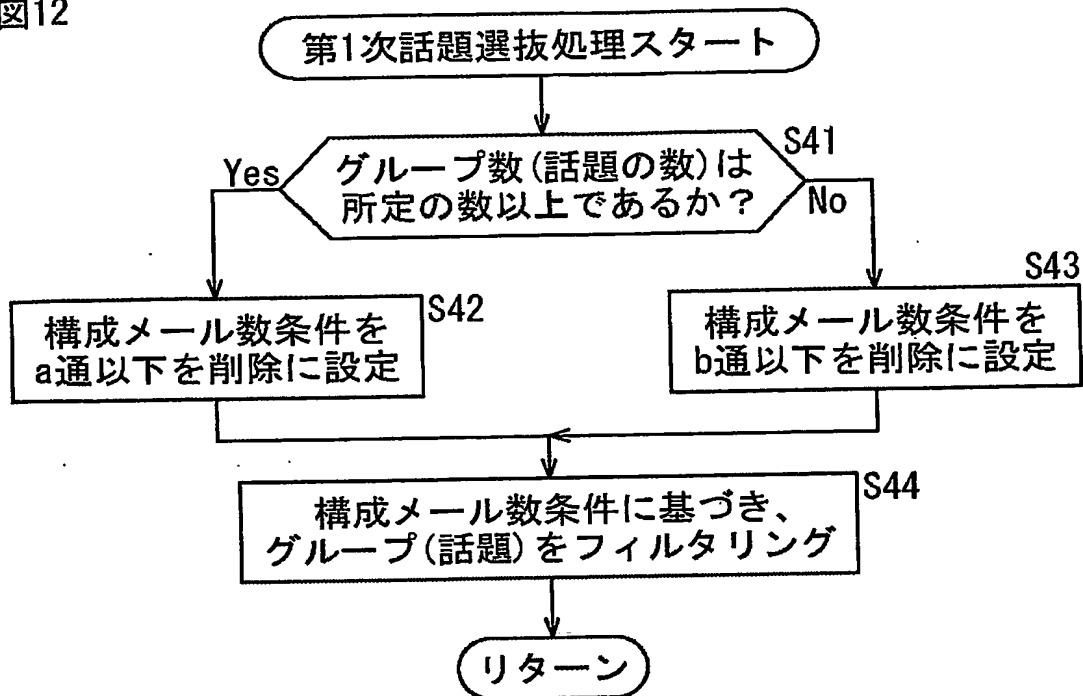 図12
第1次話題選抜処理スタート
S41
グループ数(話題の数)は
所定の数以上であるか?
Yes
No
S42
構成メール数条件を
a通以下を削除に設定
S43
構成メール数条件を
b通以下を削除に設定
S44
構成メール数条件に基づき、
グループ(話題)をフィルタリング
リターン